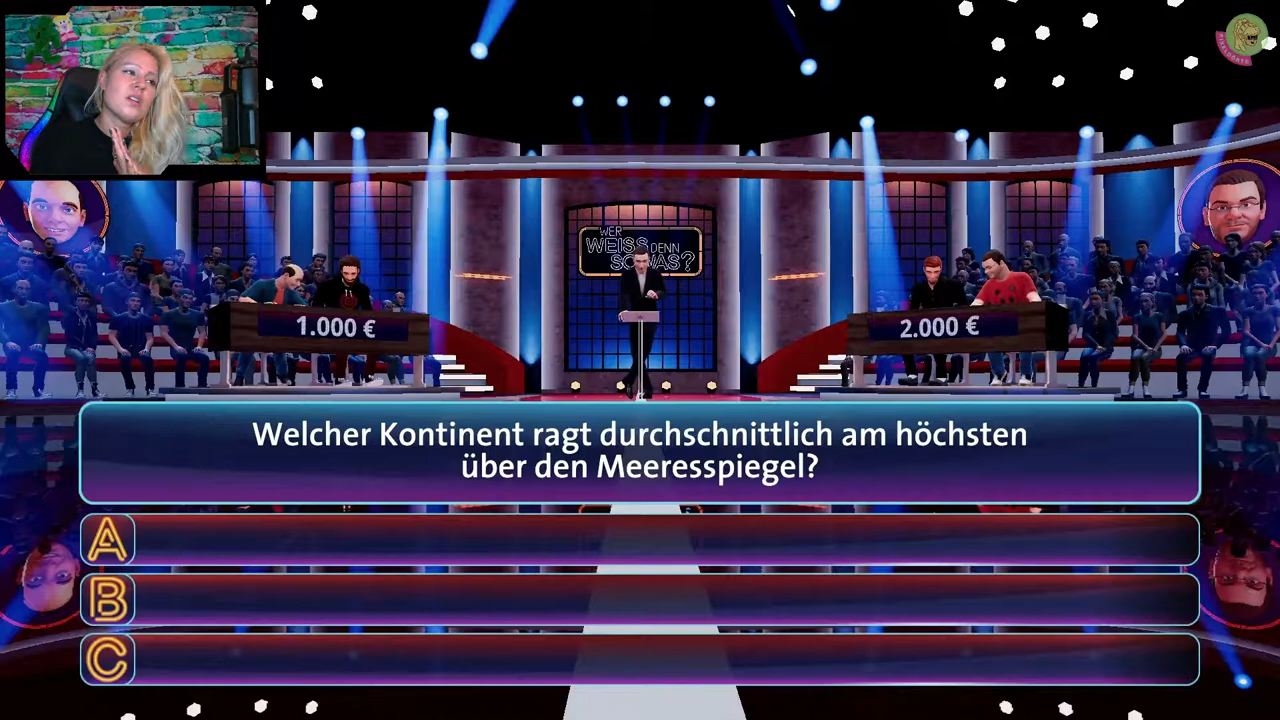 WER
WEISS DENN
SOWAS?
1.000 €
2.000 €
Welcher Kontinent ragt durchschnittlich am höchsten
über den Meeresspiegel?
A
B
C